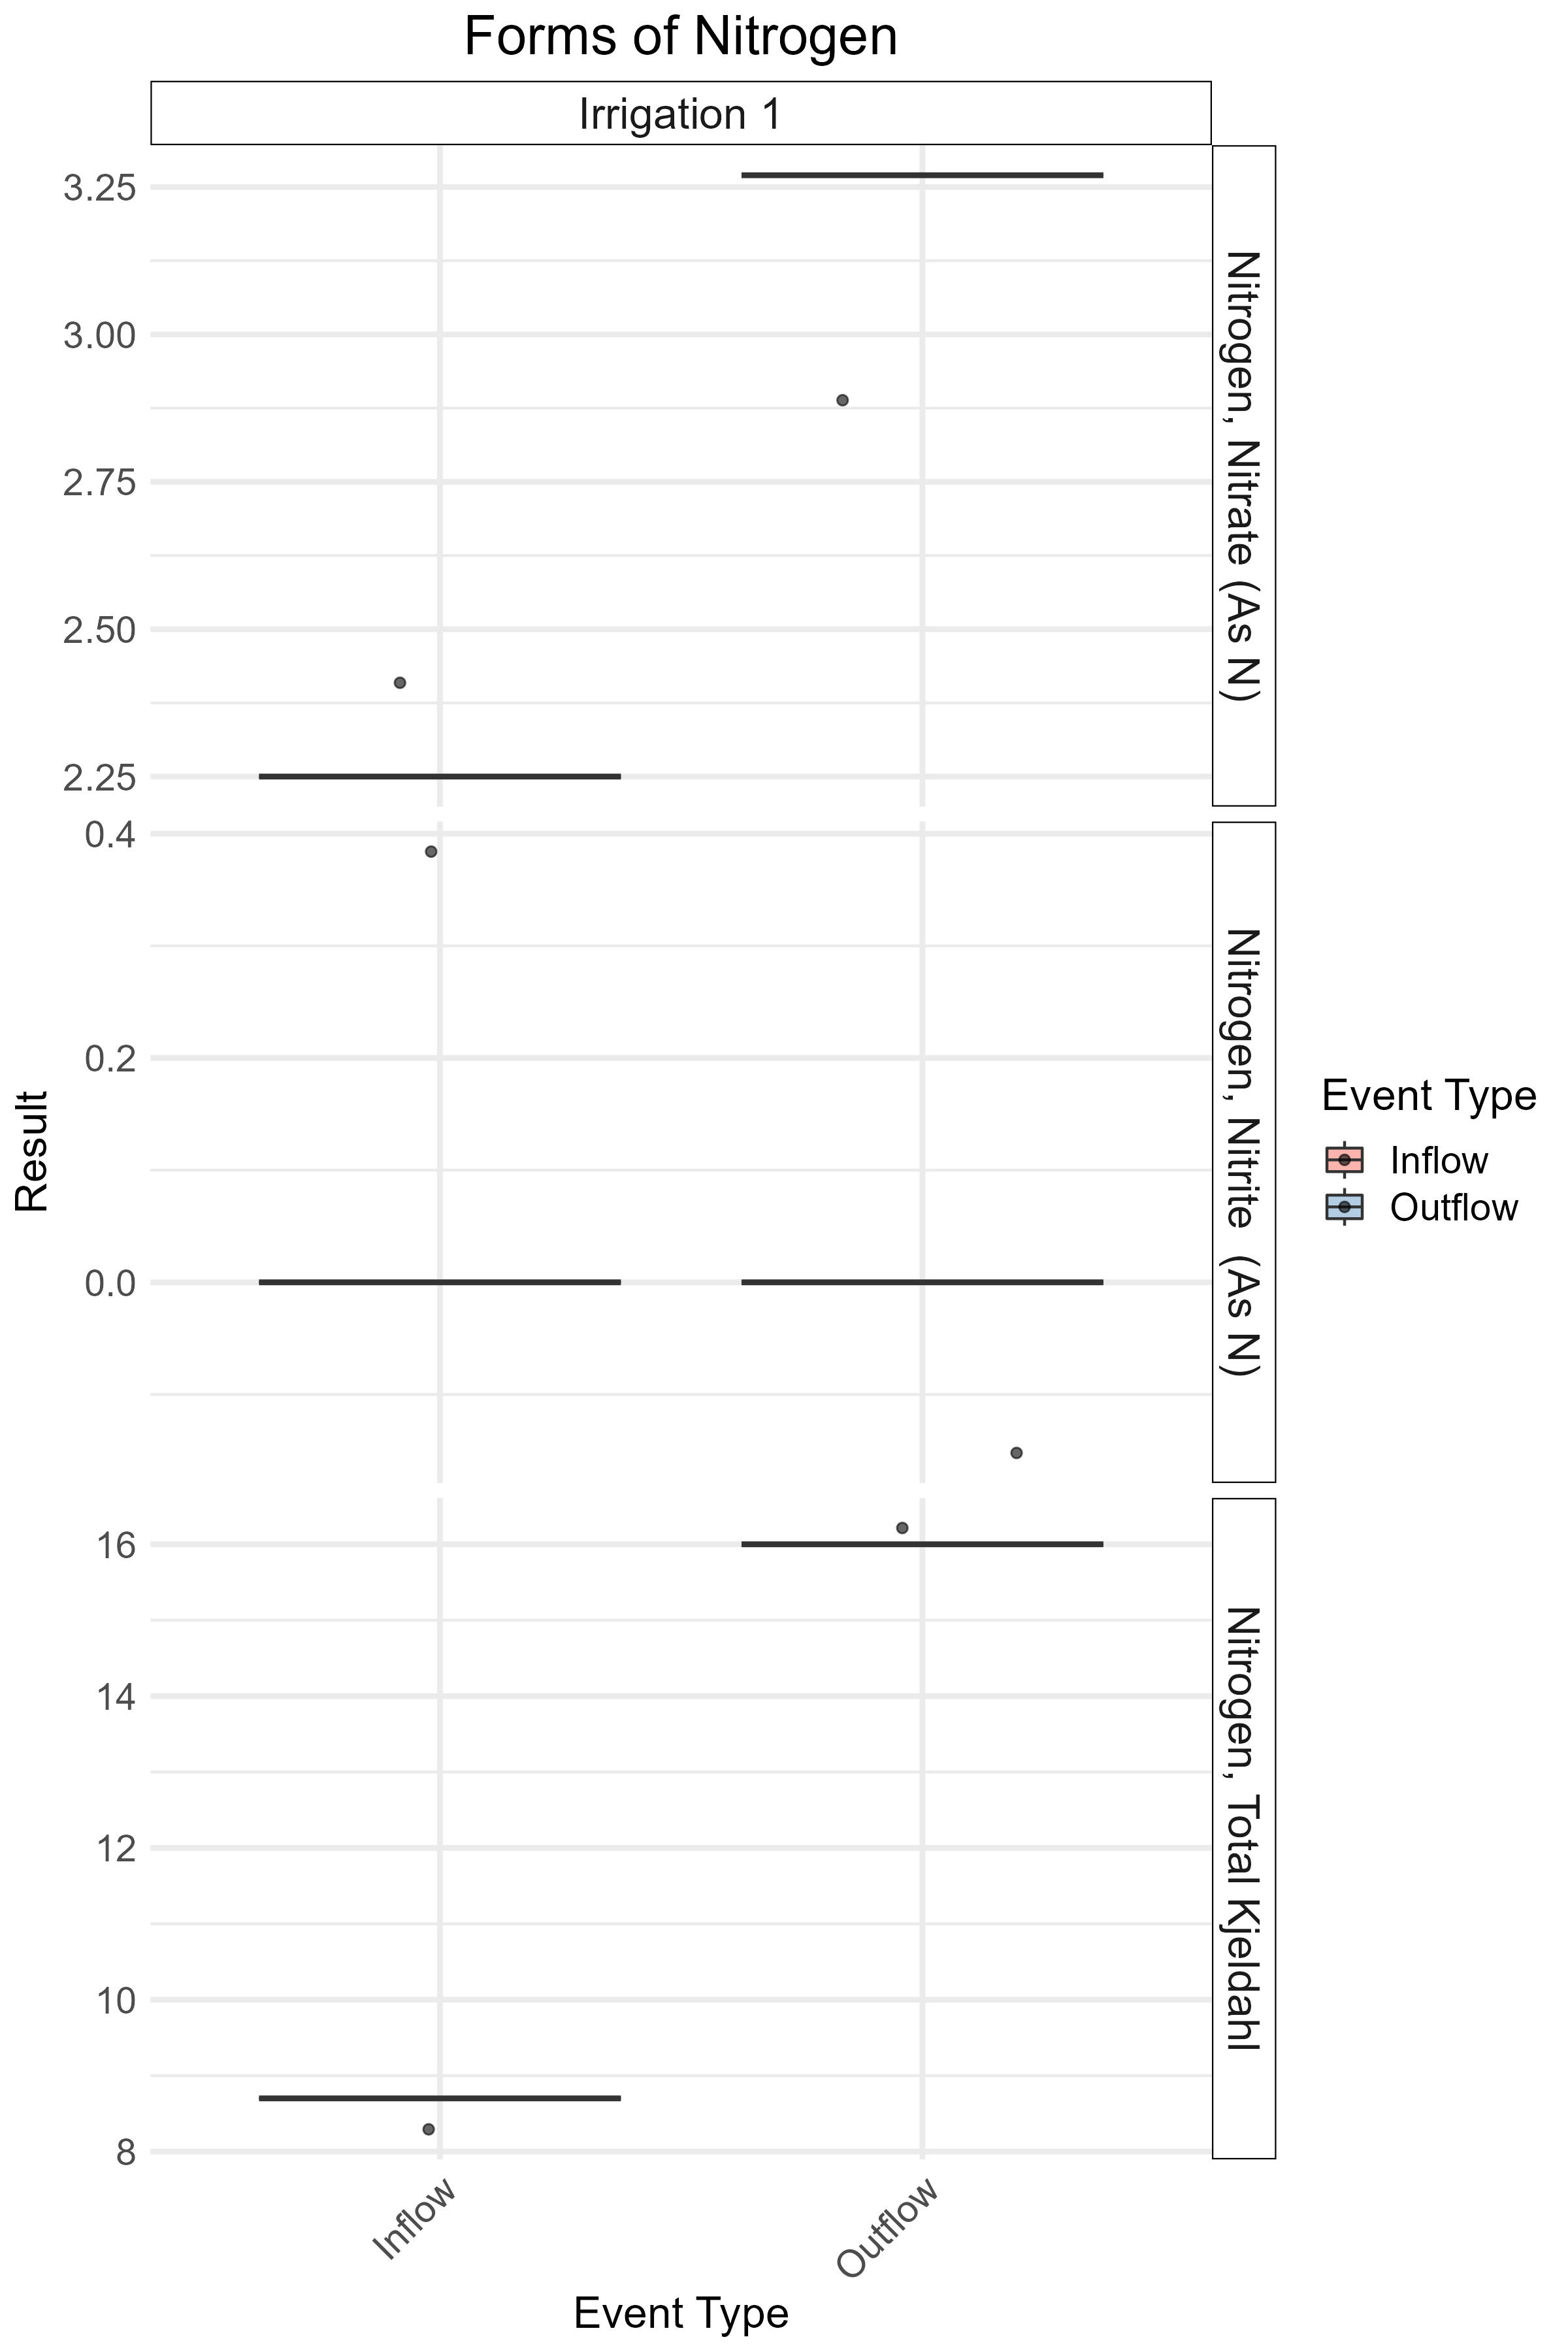 Forms of Nitrogen
Irrigation 1
3.25
3.00
2.75
2.50
2.25
Nitrogen, Nitrate (As N)
0.4
0.2
0.0
Nitrogen, Nitrite  (As N)
16
14
12
10
8
Nitrogen, Total Kjeldahl
Result
Inflow
Outflow
Event Type
Event Type
Inflow
Outflow